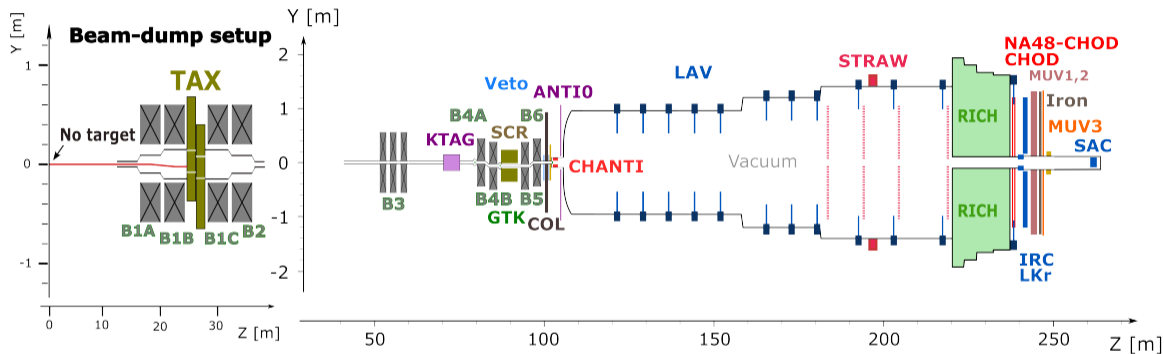 Beam-dump setup
Y [m]
1
0
-1
No target
TAX
B1A
B1B
B1C
B2
0
10
20
30
Z [m]
Y [m]
2
1
0
-1
-2
B3
KTAG
B4A
SCR
B4B
GTK
B6
B5
COL
Veto
ANTI0
CHANTI
LAV
Vacuum
STRAW
RICH
RICH
NA48-CHOD
CHOD
MUV1,2
Iron
MUV3
SAC
IRC
LKr
50
100
150
200
250
Z [m]